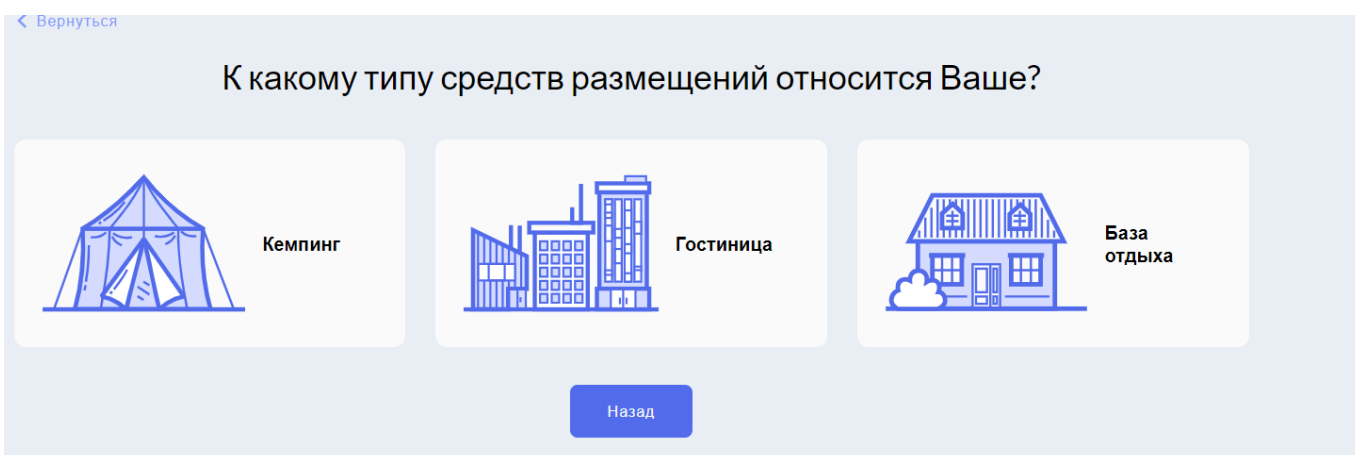 Вернуться
К какому типу средств размещений относится Ваше?
Кемпинг
Гостиница
База
отдыха
Назад